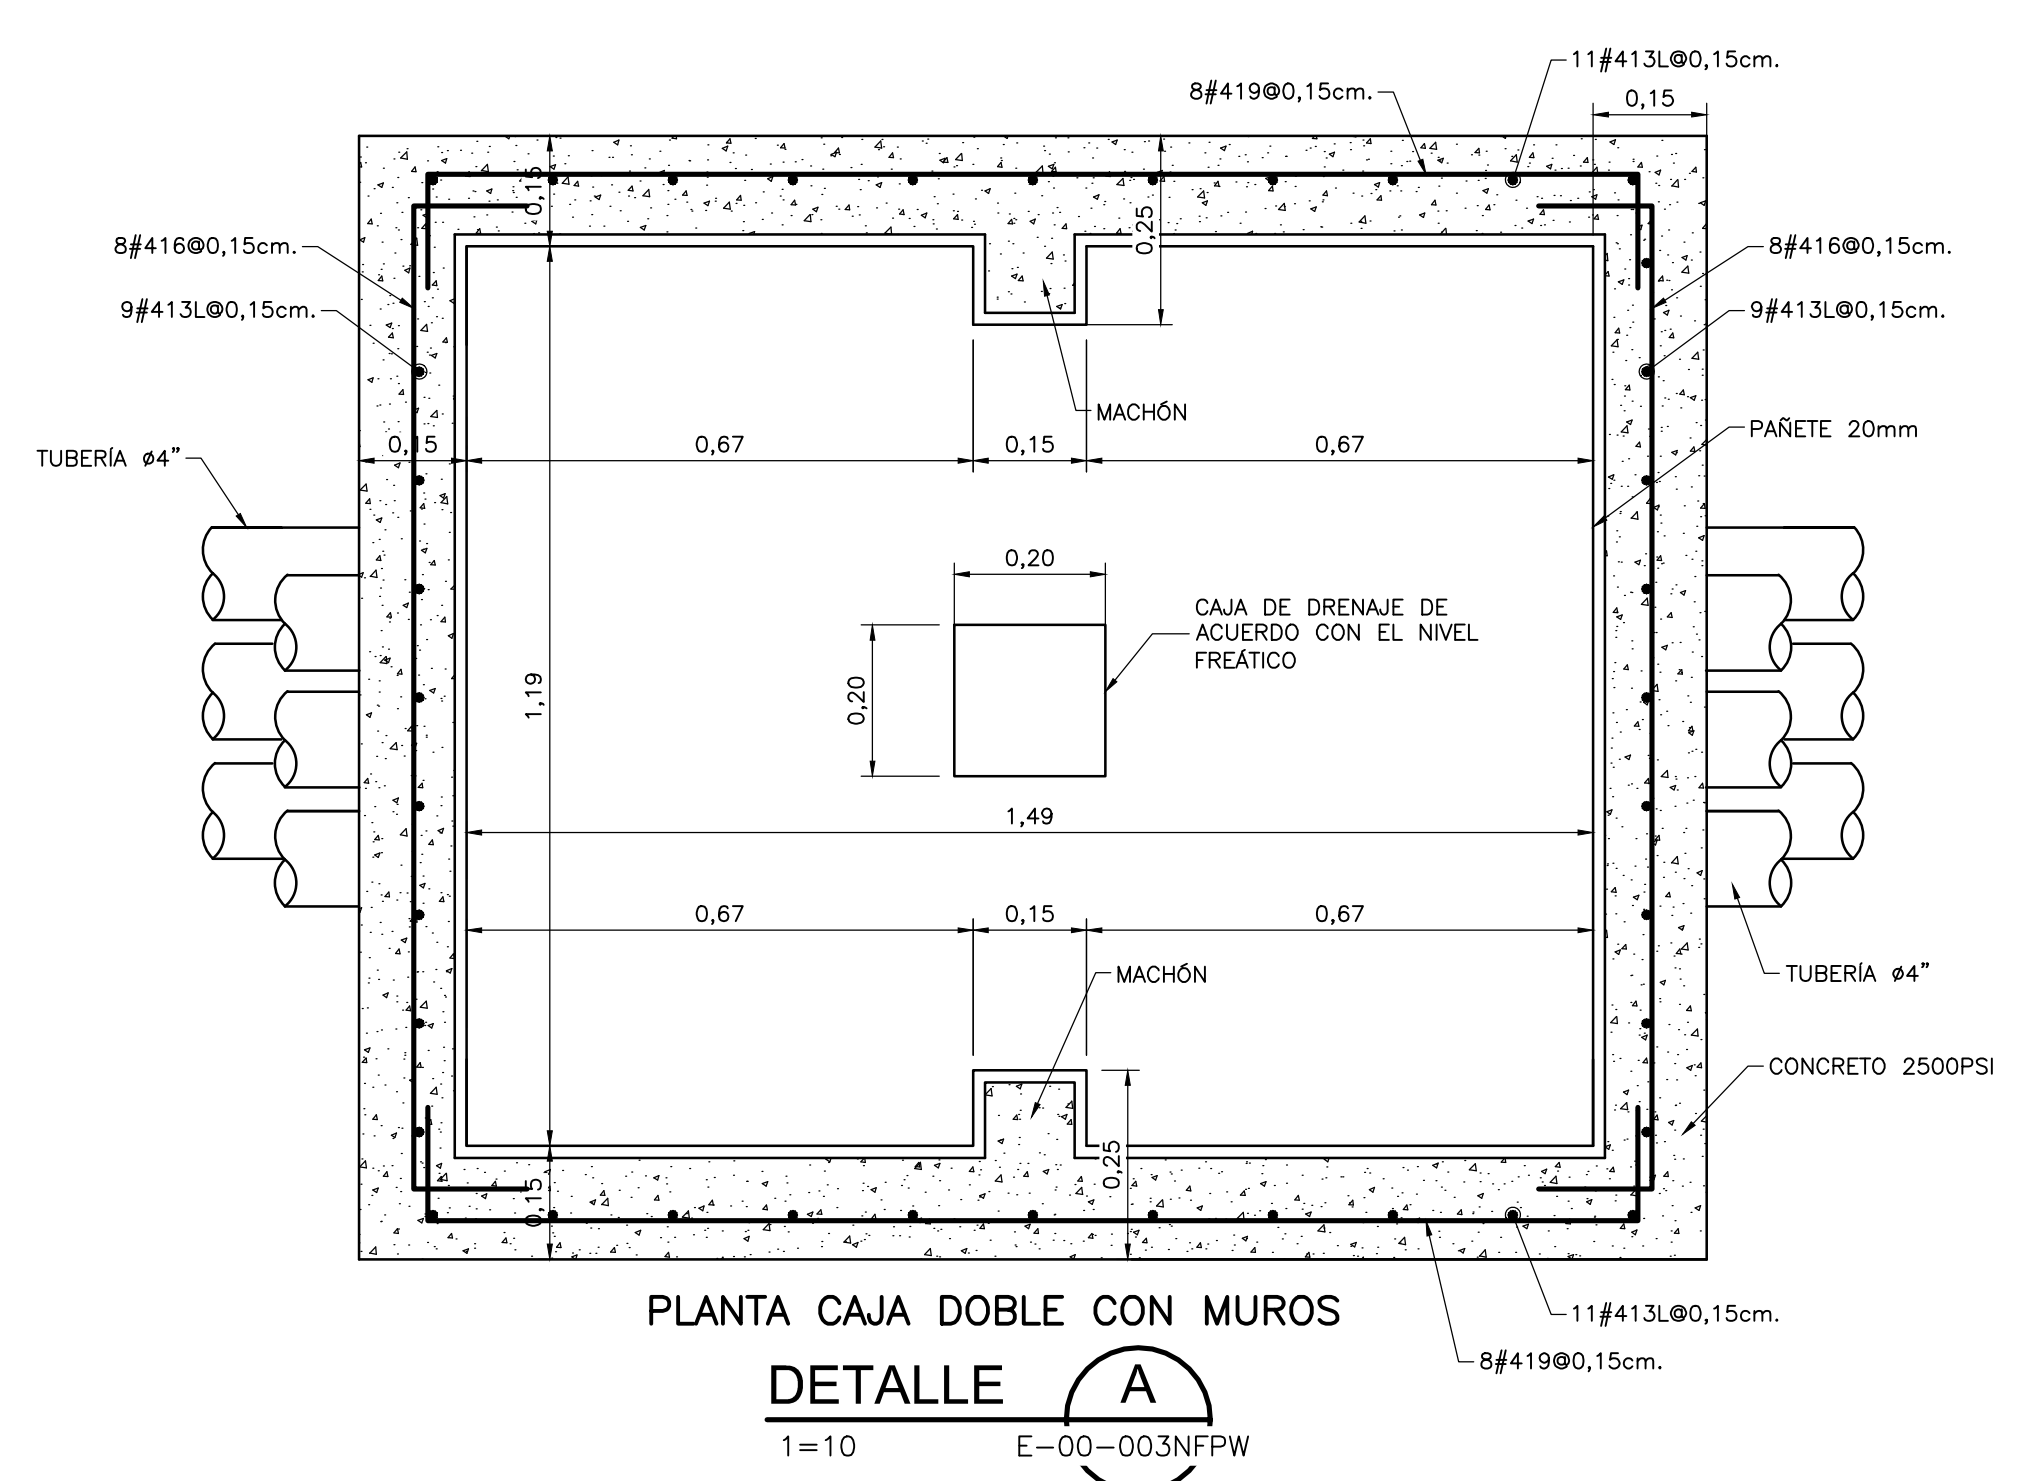 11#413L@0,15cm.
8#419@0,15cm.
0,15
0,15
0,25
8#416@0,15cm.
8#416@0,15cm.
9#413L@0,15cm.
9#413L@0,15cm.
MACHÓN
PAÑETE 20mm
TUBERÍA ø4”
0,15
0,67
0,15
0,67
0,20
CAJA DE DRENAJE DE
ACUERDO CON EL NIVEL
FREÁTICO
1,19
0,20
1,49
0,67
0,15
0,67
MACHÓN
TUBERÍA ø4”
CONCRETO 2500PSI
0,15
0,25
PLANTA CAJA DOBLE CON MUROS
11#413L@0,15cm.
8#419@0,15cm.
DETALLE
A
1=10
E-00-003NFPW